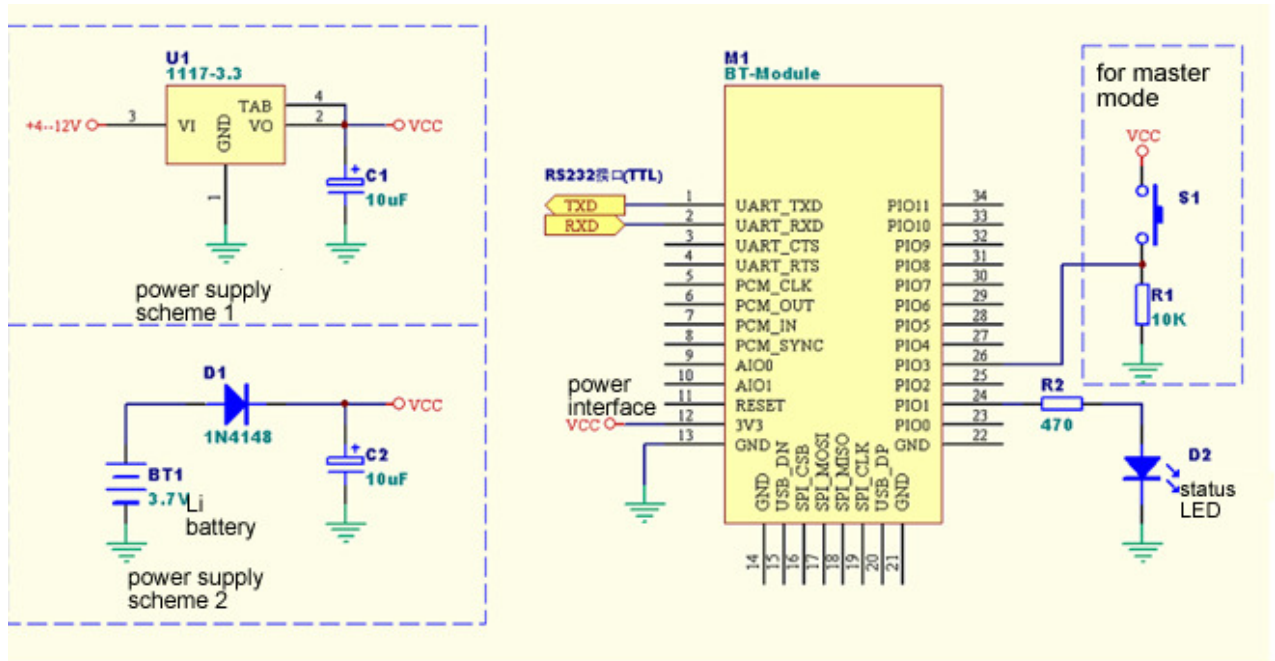 U1
1117-3.3
+4--12V
3
VI
GND
TAB
VO
4
2
VCC
1
C1
10uF
power supply
scheme 1
D1
1N4148
VCC
BT1
3.7V
Li
battery
C2
10uF
power supply
scheme 2
M1
BT-Module
RS232接口(TTL)
TXD
RXD
1 UART_TXD
2 UART_RXD
3 UART_CTS
4 UART_RTS
5 PCM_CLK
6 PCM_OUT
7 PCM_IN
8 PCM_SYNC
9 AIO0
10 AIO1
11 RESET
12 3V3
13 GND
power
interface
VCC
14 GND
15 USB_DN
16 SPI_CSB
17 SPI_MOSI
18 SPI_MISO
19 SPI_CLK
20 USB_DP
21 GND
PIO11 34
PIO10 33
PIO9 32
PIO8 31
PIO7 30
PIO6 29
PIO5 28
PIO4 27
PIO3 26
PIO2 25
PIO1 24
PIO0 23
GND 22
for master
mode
VCC
S1
R1
10K
R2
470
D2
status
LED